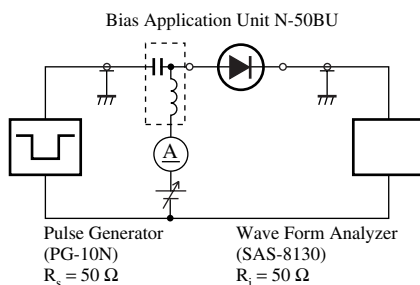 Bias Application Unit N-50BU
A
Pulse Generator
(PG-10N)
Rs = 50 Ω
Wave Form Analyzer
(SAS-8130)
Ri = 50 Ω